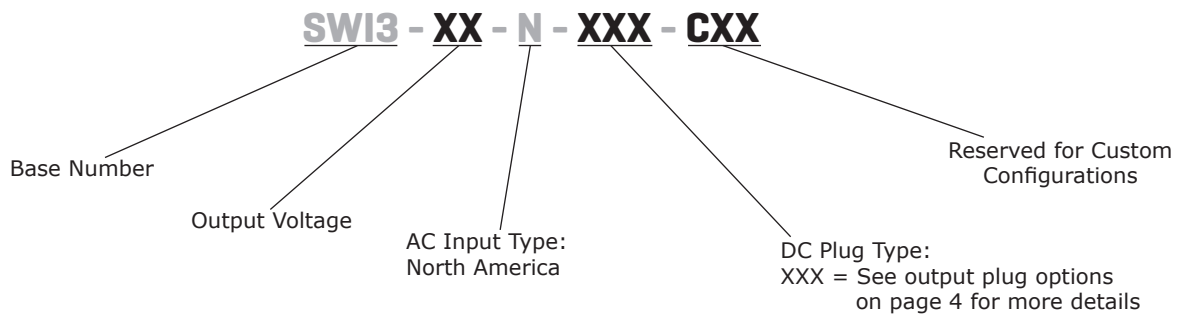 SWI3 - XX - N - XXX - CXX
Base Number
Output Voltage
AC Input Type:
North America
DC Plug Type:
XXX = See output plug options
on page 4 for more details
Reserved for Custom
Configurations